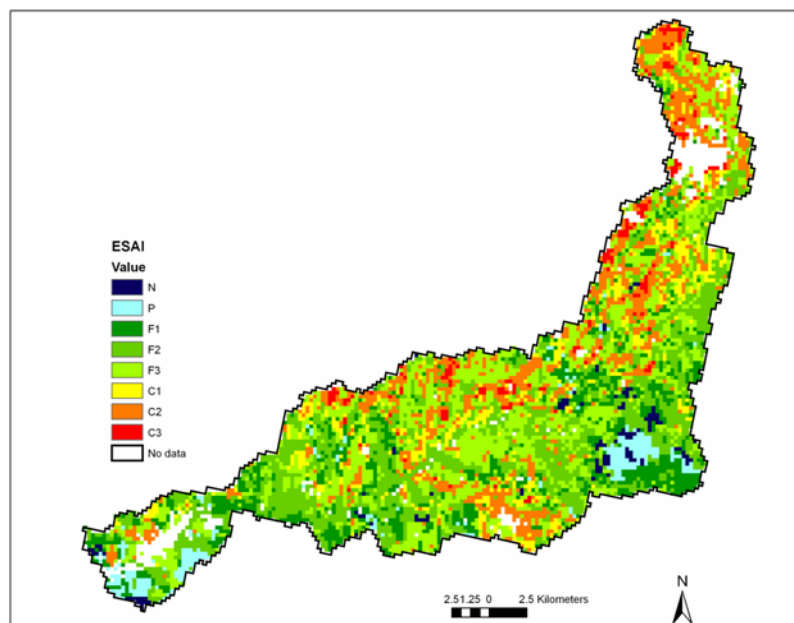 ESAI
Value
N
P
F1
F2
F3
C1
C2
C3
No data
2.51.25 0 2.5 Kilometers
N